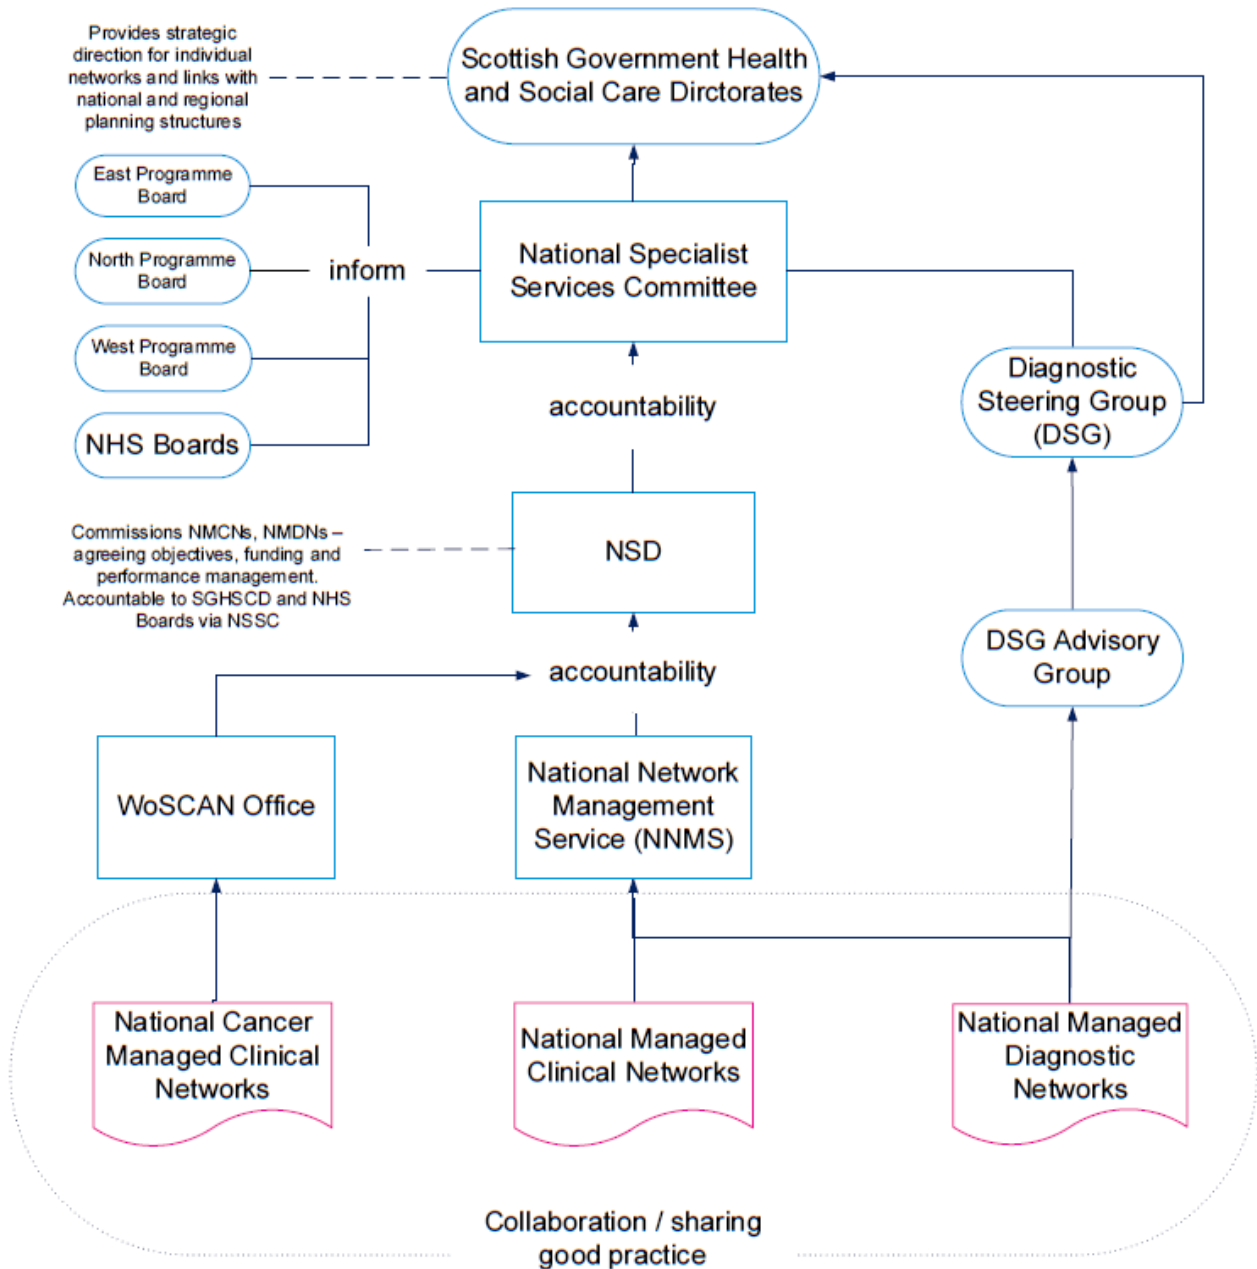 Provides strategic
direction for individual
networks and links with
national and regional
planning structures
Scottish Government Health
and Social Care Dirctorates
East Programme
Board
North Programme
Board
West Programme
Board
NHS Boards
inform
National Specialist
Services Committee
accountability
Diagnostic
Steering Group
(DSG)
Commissions NMCNs, NMDNs –
agreeing objectives, funding and
performance management.
Accountable to SGHSCD and NHS
Boards via NSSC
NSD
accountability
DSG Advisory
Group
WoSCAN Office
National Network
Management
Service (NNMS)
National Cancer
Managed Clinical
Networks
National Managed
Clinical Networks
National Managed
Diagnostic
Networks
Collaboration / sharing
good practice